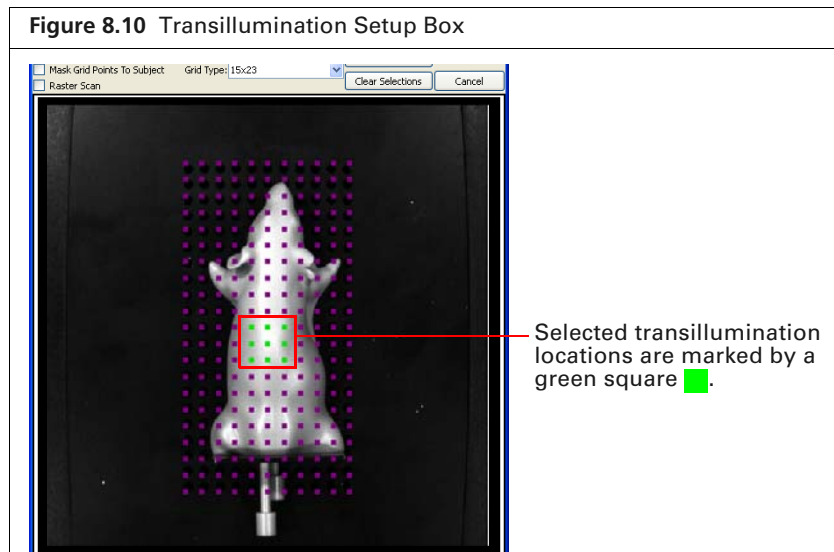 Figure 8.10 Transillumination Setup Box
Mask Grid Points To Subject Grid Type: 15x23
Raster Scan Clear Selections Cancel
Selected transillumination
locations are marked by a
green square .